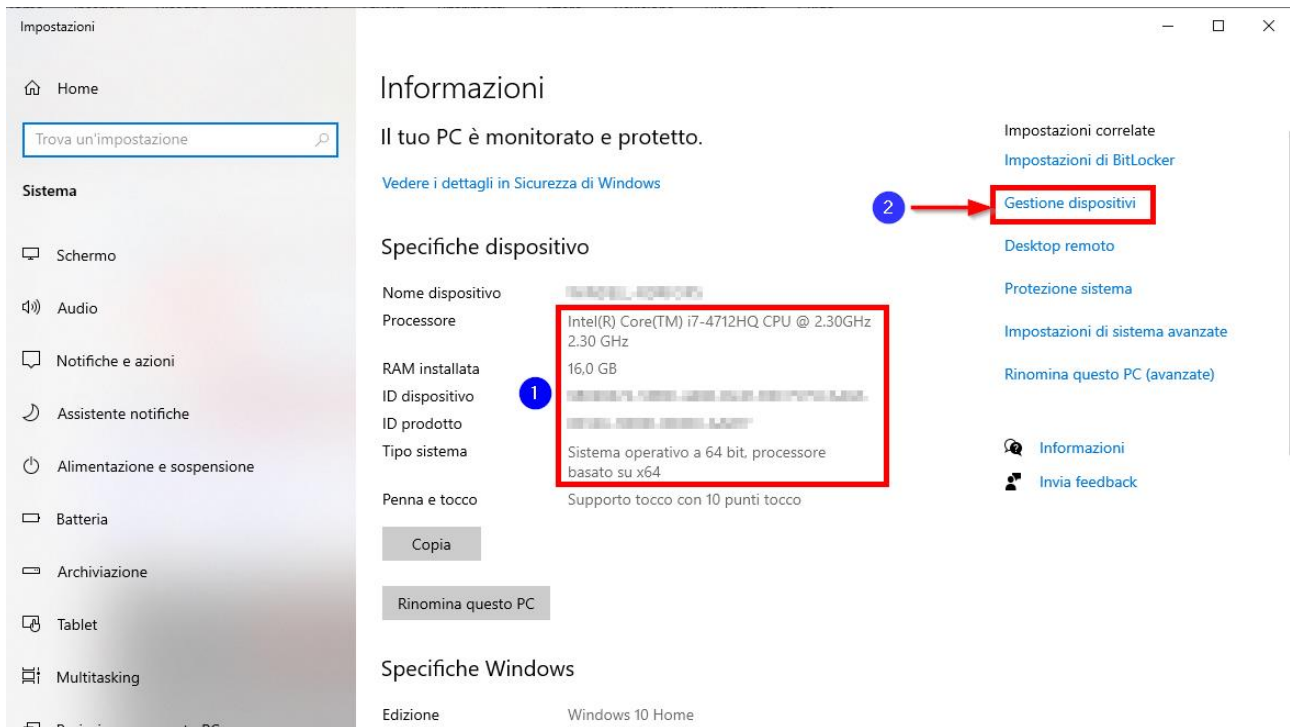 Impostazioni
Home
Trova un'impostazione
Sistema
Schermo
Audio
Notifiche e azioni
Assistente notifiche
Alimentazione e sospensione
Batteria
Archiviazione
Tablet
Multitasking
Informazioni
Il tuo PC è monitorato e protetto.
Vedere i dettagli in Sicurezza di Windows
Specifiche dispositivo
Nome dispositivo
Processore Intel(R) Core(TM) i7-4712HQ CPU @ 2.30GHz
2.30 GHz
RAM installata 16,0 GB
1
ID dispositivo
ID prodotto
Tipo sistema Sistema operativo a 64 bit, processore
basato su x64
Penna e tocco Supporto tocco con 10 punti tocco
Copia
Rinomina questo PC
Specifiche Windows
Edizione Windows 10 Home
Impostazioni correlate
Impostazioni di BitLocker
2 Gestione dispositivi
Desktop remoto
Protezione sistema
Impostazioni di sistema avanzate
Rinomina questo PC (avanzate)
Informazioni
Invia feedback